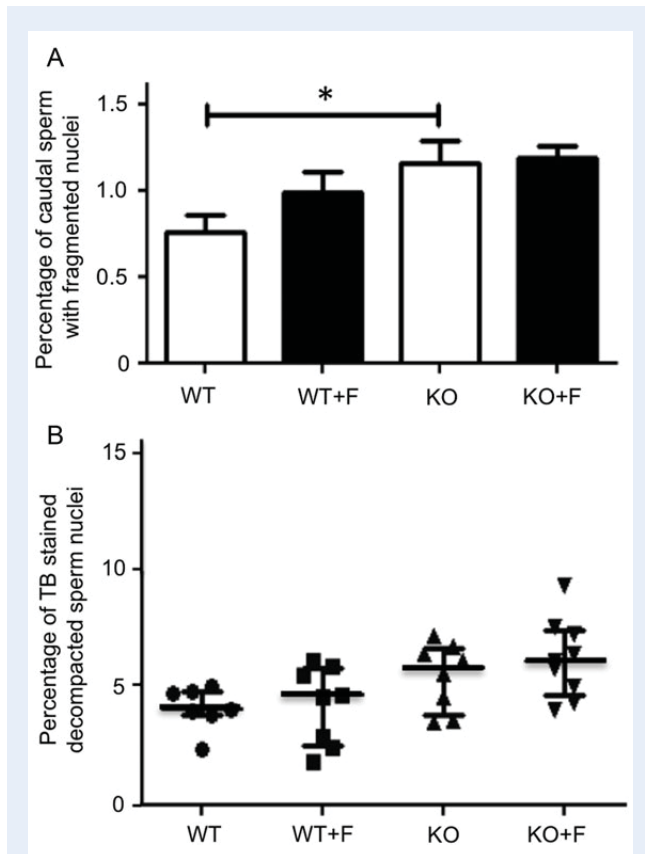 A
Percentage of caudal sperm
with fragmented nuclei
1.5
1.0
0.5
0
*
WT
WT+F
KO
KO+F
B
Percentage of TB stained
decompacted sperm nuclei
15
10
5
0
WT
WT+F
KO
KO+F